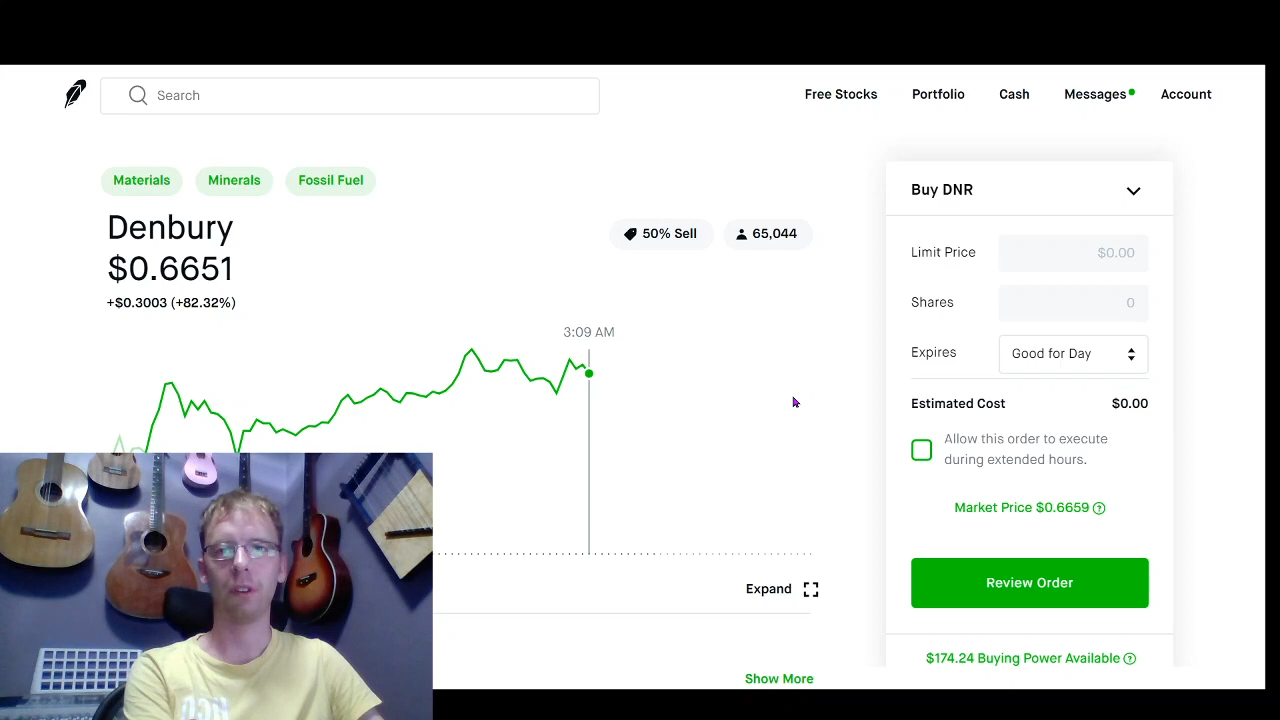 Search
Free Stocks
Portfolio
Cash
Messages
Account
Materials
Minerals
Fossil Fuel
Denbury
$0.6651
+$0.3003 (+82.32%)
50% Sell
65,044
3:09 AM
Expand
Show More
Buy DNR
Limit Price
$0.00
Shares
0
Expires
Good for Day
Estimated Cost
$0.00
Allow this order to execute
during extended hours.
Market Price $0.6659
Review Order
$174.24 Buying Power Available